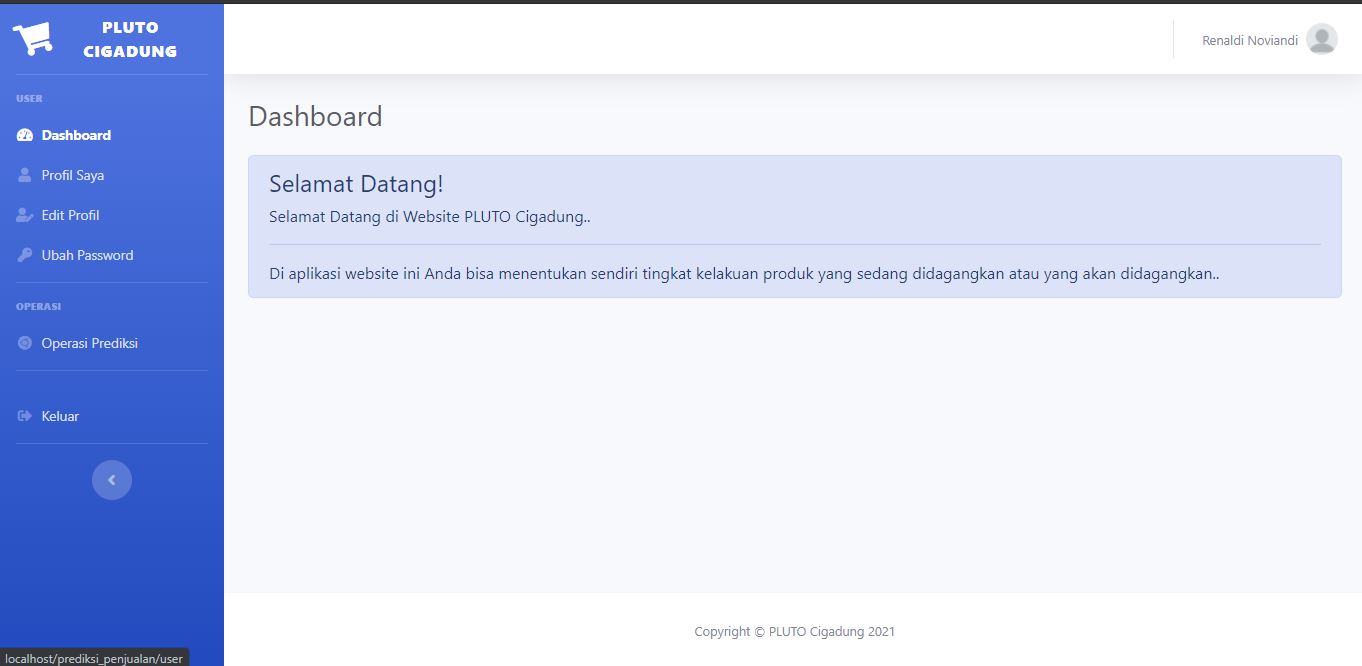 PLUTO
CIGADUNG
USER
Dashboard
Profil Saya
Edit Profil
Ubah Password
OPERASI
Operasi Prediksi
Keluar
Renaldi Noviandi
Dashboard
Selamat Datang!
Selamat Datang di Website PLUTO Cigadung..
Di aplikasi website ini Anda bisa menentukan sendiri tingkat kelakuan produk yang sedang didagangkan atau yang akan didagangkan..
Copyright © PLUTO Cigadung 2021
localhost/prediksi_penjualan/user